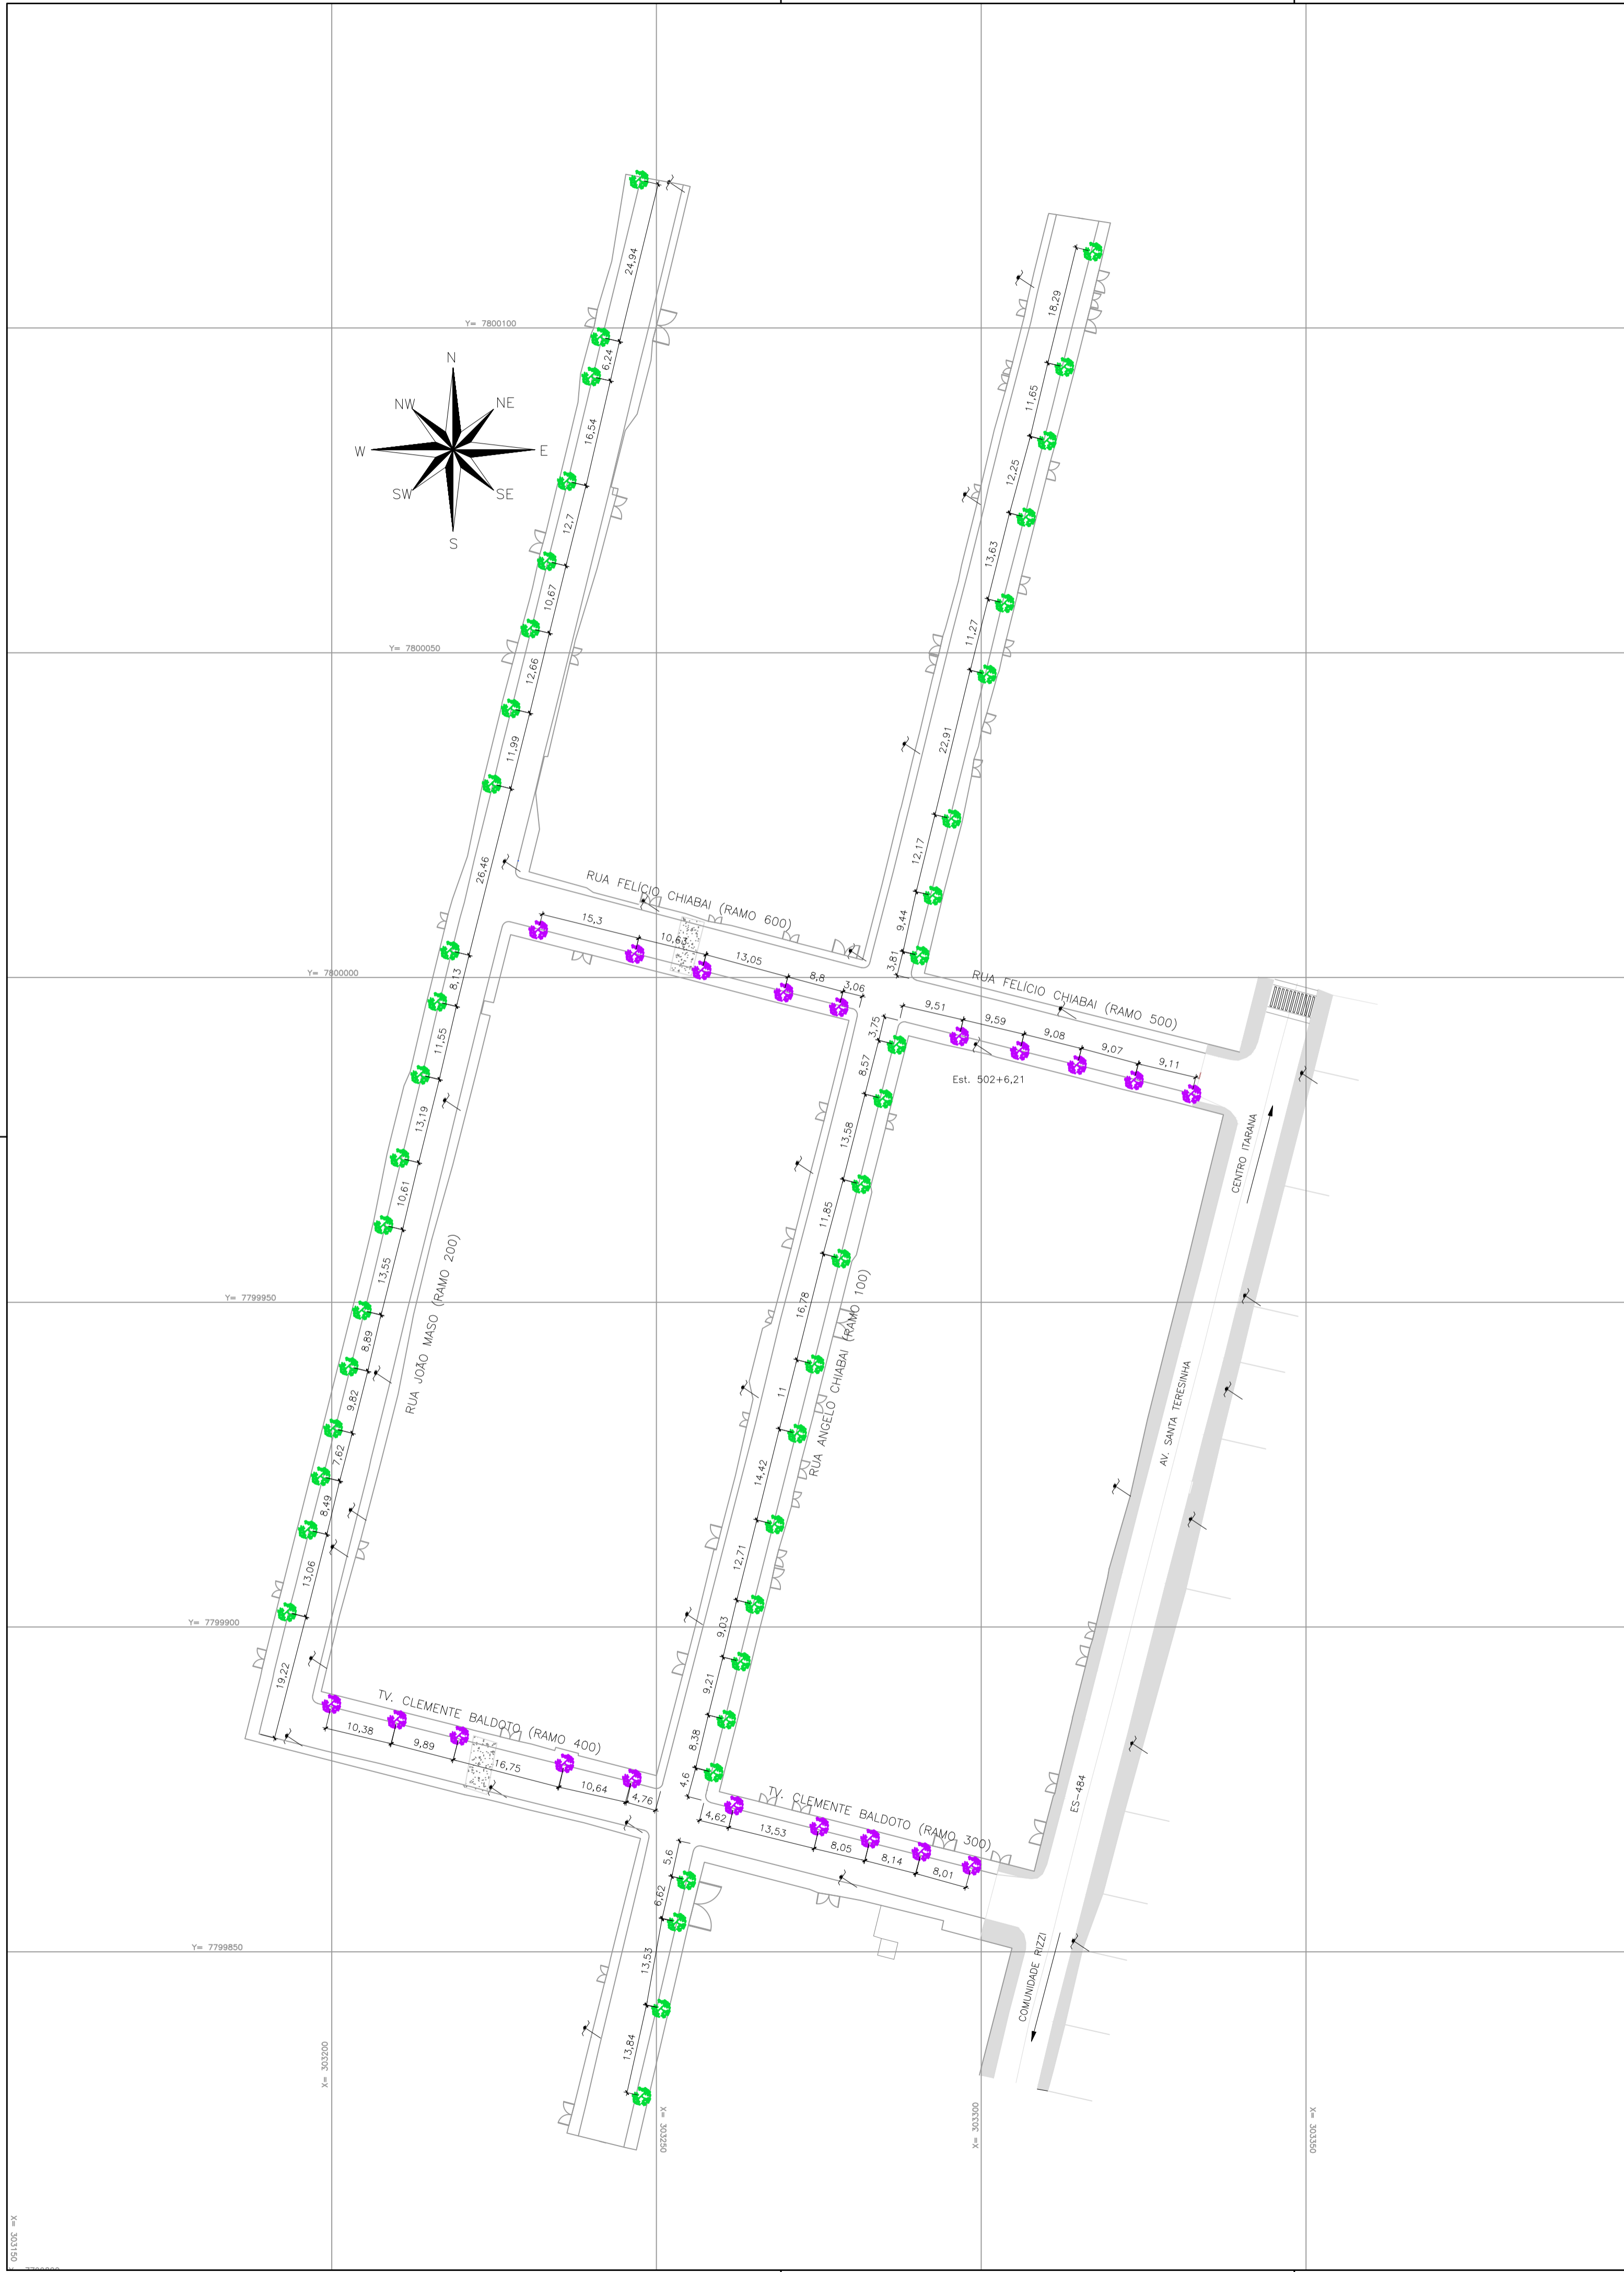 24,94
18,29
Y= 7800100
6,24
N
NW
NE
W
E
SW
SE
S
16,54
11,65
12,25
12,7
13,63
10,67
11,27
Y= 7800050
12,66
11,99
22,91
26,46
12,17
RUA FELÍCIO CHIABAI (RAMO 600)
15,3
10,63
13,05
8,8
3,06
9,44
3,81
Y= 7800000
8,13
RUA FELÍCIO CHIABAI (RAMO 500)
9,51
9,59
9,08
9,07
9,11
3,75
8,57
11,55
Est. 502+6,21
13,19
13,58
CENTRO ITARANA
10,61
11,85
13,55
RUA JOÃO MASO (RAMO 200)
Y= 7799950
16,78
RUA ANGELO CHIABAI (RAMO 100)
8,89
9,82
11
AV. SANTA TERESINHA
7,62
14,42
8,49
12,71
13,06
Y= 7799900
9,03
19,22
9,21
TV. CLEMENTE BALDOTO (RAMO 400)
10,38
9,89
16,75
10,64
4,76
8,38
4,6
TV. CLEMENTE BALDOTO (RAMO 300)
4,62
13,53
8,05
8,14
8,01
ES-484
5,6
6,62
Y= 7799850
13,53
COMUNIDADE RIZZI
13,84
X= 303200
X= 303250
X= 303300
X= 303350
X= 303150